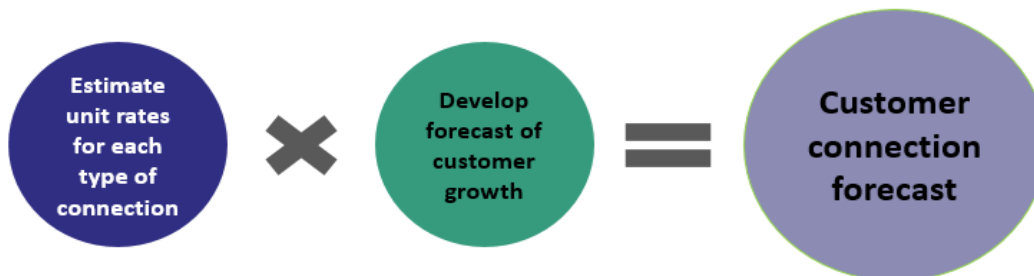 Estimate
unit rates
for each
type of
connection
Develop
forecast of
customer
growth
Customer
connection
forecast